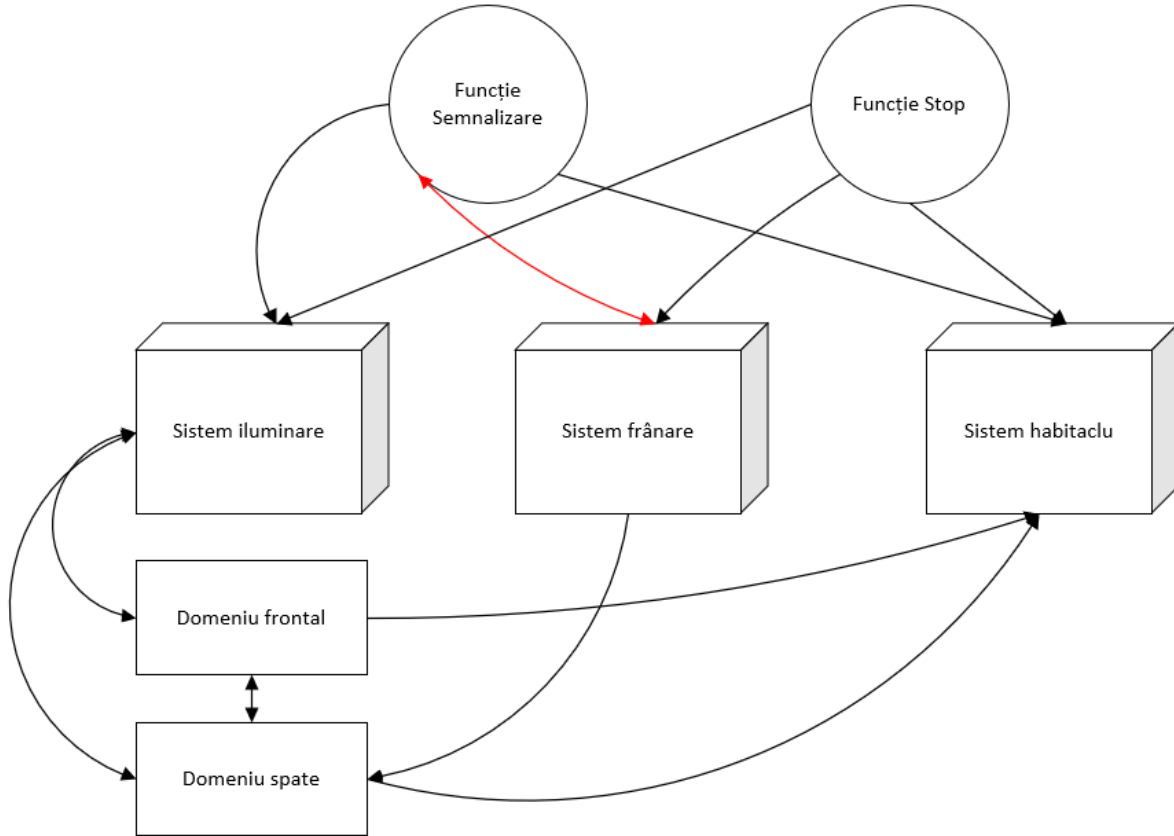 Funcție
Semnalizare
Funcție Stop
Sistem iluminare
Sistem frânare
Sistem habitaclu
Domeniu frontal
Domeniu spate